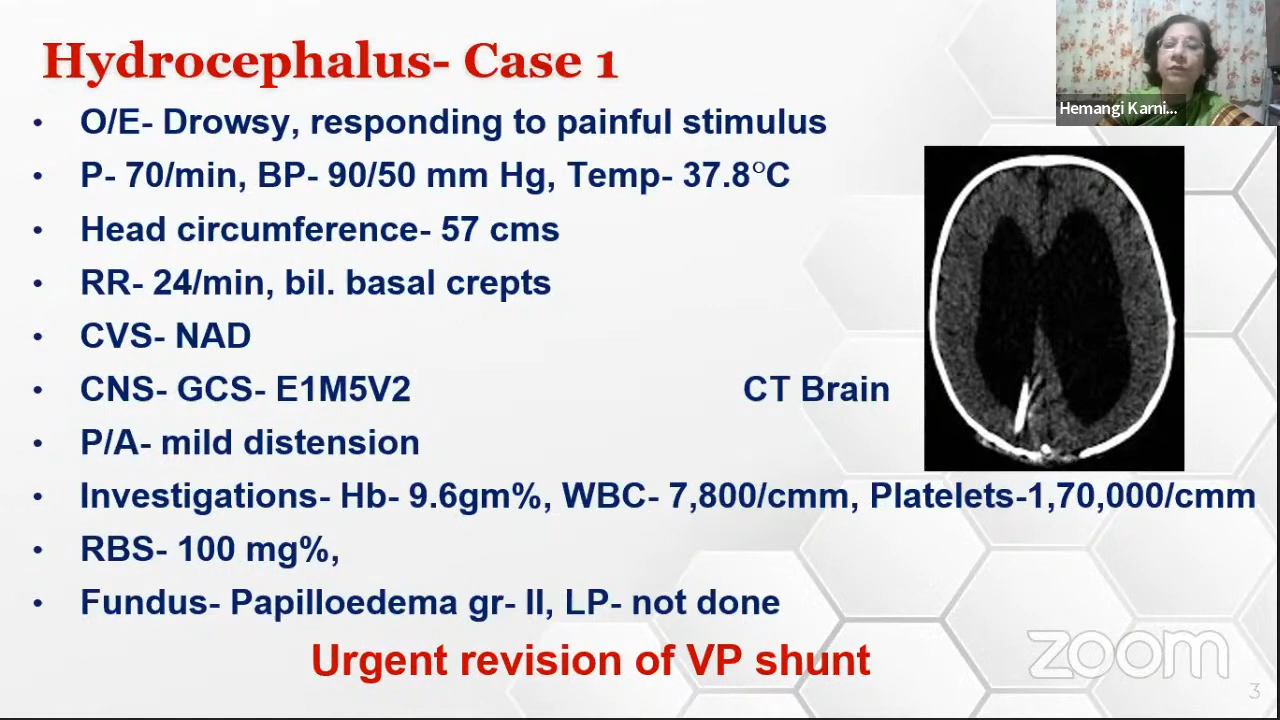 Hydrocephalus- Case 1
Hemangi Karni...
• O/E- Drowsy, responding to painful stimulus
• P- 70/min, BP- 90/50 mm Hg, Temp- 37.8°C
• Head circumference- 57 cms
• RR- 24/min, bil. basal crepts
• CVS- NAD
• CNS- GCS- E1M5V2
CT Brain
• P/A- mild distension
• Investigations- Hb- 9.6gm%, WBC- 7,800/cmm, Platelets-1,70,000/cmm
• RBS- 100 mg%,
• Fundus- Papilloedema gr- II, LP- not done
Urgent revision of VP shunt
zoom
3